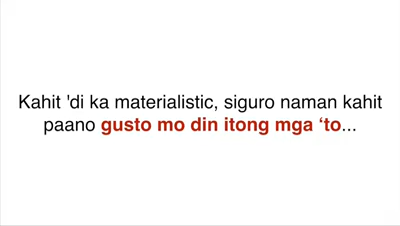 Kahit 'di ka materialistic, siguro naman kahit
paano gusto mo din itong mga ‘to...